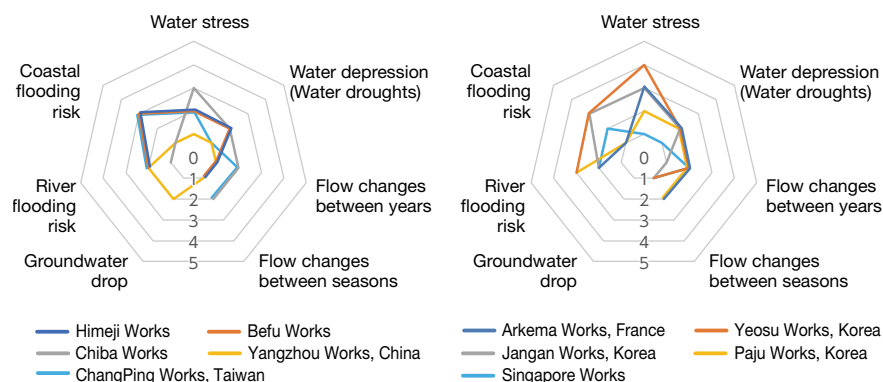 Water stress
Water depression
(Water droughts)
Flow changes
between years
Flow changes
between seasons
Groundwater
drop
River
flooding
risk
Coastal
flooding
risk
0
1
2
3
4
5
Himeji Works
Befu Works
Chiba Works
Yangzhou Works, China
ChangPing Works, Taiwan
Water stress
Water depression
(Water droughts)
Flow changes
between years
Flow changes
between seasons
Groundwater
drop
River
flooding
risk
Coastal
flooding
risk
0
1
2
3
4
5
Arkema Works, France
Yeosu Works, Korea
Jangan Works, Korea
Paju Works, Korea
Singapore Works